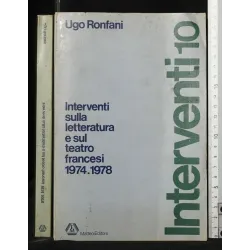 Ugo Ronfani
Interventi
sulla
letteratura
e sul
teatro
francesi
1974.1978
Interventi 10